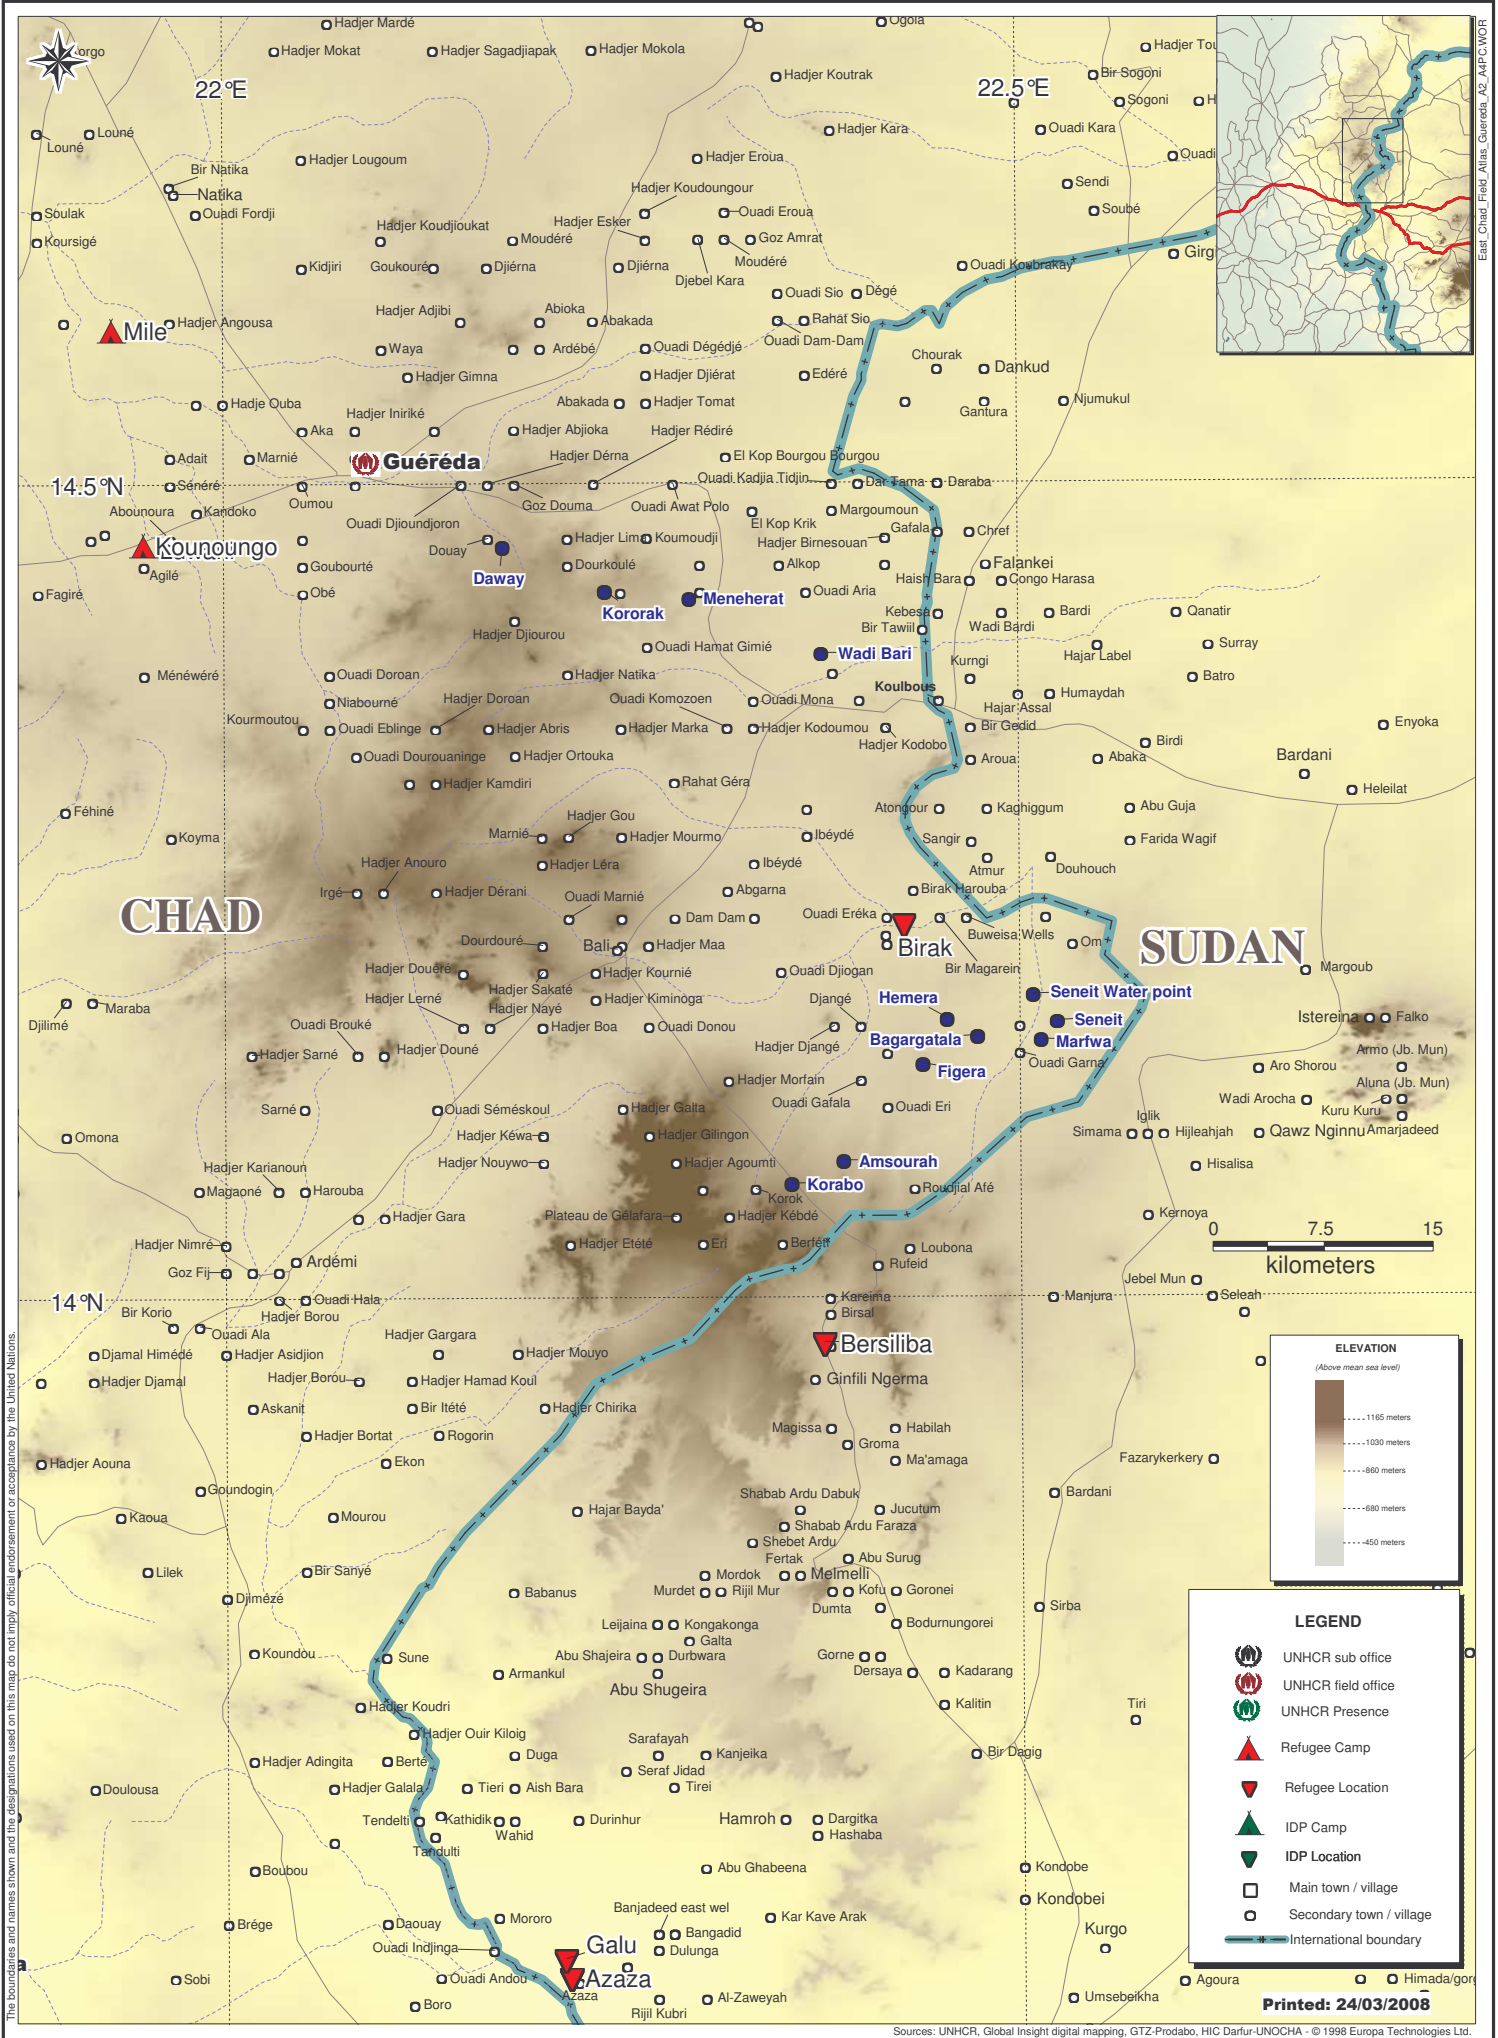 Hadjer Mardé
Ogola
orgo
Hadjer Mokat
Hadjer Sagadjiapak
Hadjer Mokola
Hadjer Tou
22°E
Hadjer Koutrak
22.5°E
Bir Sogoni
Sogoni
H
Louné
Louné
Hadjer Kara
Ouadi Kara
Hadjer Lougoum
Hadjer Eroua
Ouadi
Bir Natika
Natika
Hadjer Koudoungour
Sendi
Soulak
Ouadi Fordji
Hadjer Esker
Ouadi Eroua
Soubé
Koursigé
Hadjer Koudjioukat
Moudéré
Goz Amrat
Moudéré
Girgi
Kidjiri
Goukouré
Djiérna
Djiérna
Djebel Kara
Ouadi Koubrakay
Ouadi Sio
Dégé
Mile
Hadjer Angousa
Hadjer Adjibi
Abioka
Abakada
Rahat Sio
Ouadi Dam-Dam
Waya
Ardébé
Ouadi Dégédjé
Chourak
Dankud
Hadjer Gimna
Hadjer Djiérat
Edéré
Hadje Ouba
Hadjer Iniriké
Abakada
Hadjer Tomat
Gantura
Njumukul
Aka
Hadjer Abjioka
Hadjer Rédiré
Adait
Marnié
Guéréda
Hadjer Dérna
El Kop Bourgou Bourgou
14.5°N
Sénéré
Oumou
Ouadi Kadjia Tidjin
Dar Tama
Daraba
Abounoura
Kandoko
Ouadi Djioundjoron
Goz Douma
Ouadi Awat Polo
Margoumoun
El Kop Krik
Gafala
Chref
Kounoungo
Douay
Hadjer Lima
Koumoudji
Hadjer Birnesouan
Agilé
Goubourté
Daway
Dourkoulé
Alkop
Falankei
Fagiré
Obé
Kororak
Meneherat
Ouadi Aria
Haish Bara
Congo Harasa
Kebesa
Bardi
Qanatir
Hadjer Djiourou
Bir Tawiil
Wadi Bardi
Ouadi Hamat Gimié
Wadi Bari
Hajar Label
Surray
Ménéwéré
Ouadi Doroan
Hadjer Natika
Kurngi
Batro
Niabourné
Hadjer Doroan
Ouadi Komozoen
Ouadi Mona
Koulbous
Humaydah
Hajar Assal
Kourmoutou
Ouadi Eblinge
Hadjer Abris
Hadjer Marka
Hadjer Kodoumou
Bir Gedid
Enyoka
Hadjer Kodobo
Birdi
Ouadi Dourouaninge
Hadjer Ortouka
Aroua
Abaka
Bardani
Hadjer Kamdiri
Rahat Géra
Heleilat
Féhiné
Hadjer Gou
Atongour
Kaghiggum
Abu Guja
Koyma
Marnié
Hadjer Mourmo
Ibéydé
Sangir
Farida Wagif
Hadjer Anouro
Hadjer Léra
Ibéydé
Atmur
Douhouch
Irgé
Hadjer Dérani
Ouadi Marnié
Abgarna
Birak Harouba
CHAD
Dam Dam
Ouadi Eréka
Birak
Buweisa Wells
SUDAN
Dourdouré
Bali
Hadjer Maa
Om
Hadjer Douéré
Hadjer Sakaté
Hadjer Kournié
Ouadi Djiogan
Bir Magarein
Margoub
Djilimé
Maraba
Hadjer Lerné
Hadjer Nayé
Hadjer Kiminoga
Djangé
Hemera
Seneit Water point
Ouadi Brouké
Hadjer Boa
Ouadi Donou
Seneit
Istereina
Falko
Hadjer Sarné
Hadjer Douné
Hadjer Djangé
Bagargatala
Marfwa
Armo (Jb. Mun)
Figera
Ouadi Garna
Aro Shorou
Hadjer Morfain
Aluna (Jb. Mun)
Sarné
Ouadi Séméskoul
Hadjer Galta
Ouadi Gafala
Ouadi Eri
Wadi Arocha
Kuru Kuru
Omona
Hadjer Kéwa
Hadjer Gilingon
Iglik
Simama
Hijleahjah
Qawz Nginnu
Amarjadeed
Hadjer Karianoun
Hadjer Nouywo
Hadjer Agoumti
Amsourah
Hisalisa
Magaoné
Harouba
Korok
Korabo
Roudjial Afé
Hadjer Gara
Plateau de Gélafara
Hadjer Kébdé
Kernoya
0 7.5 15
kilometers
Hadjer Nimré
Hadjer Etété
Eri
Berféti
Loubona
Goz Fij
Ardémi
Rufeid
Jebel Mun
14°N
Ouadi Hala
Kareima
Manjura
Seleah
Bir Korio
Hadjer Borou
Birsal
Ouadi Ala
Hadjer Gargara
Bersiliba
Djamal Himédé
Hadjer Asidjion
Hadjer Mouyo
Hadjer Djamal
Hadjer Boróu
Hadjer Hamad Koul
Ginfili Ngerma
Askanit
Bir Itété
Hadjer Chirika
Magissa
Habilah
Hadjer Bortat
Rogorin
Groma
Hadjer Aouna
Ekon
Ma'amaga
Fazarykerkery
Goundogin
Shabab Ardu Dabuk
Bardani
Kaoua
Mourou
Hajar Bayda'
Jucutum
Shabab Ardu Faraza
Shebet Ardu
Fertak
Abu Surug
Lilek
Bir Sanyé
Mordok
Melmelli
Djimézé
Babanus
Murdet
Rijil Mur
Kofu
Goronei
Dumta
Sirba
Leijaina
Kongakonga
Bodurnungorei
Galta
Koundou
Sune
Abu Shajeira
Durbwara
Gorne
Dersaya
Kadarang
Armankul
Abu Shugeira
Kalitin
Hadjer Koudri
Tiri
Hadjer Ouir Kiloig
Sarafayah
Hadjer Adingita
Berté
Duga
Kanjeika
Bir Dagig
Seraf Jidad
Doulousa
Hadjer Galala
Tieri
Aish Bara
Tirei
Tendelti
Kathidik
Durinhur
Hamroh
Dargitka
Wahid
Hashaba
Tandulti
Boubou
Abu Ghabeena
Kondobe
Kondobei
Brége
Daouay
Mororo
Banjadeed east wel
Kar Kave Arak
Kurgo
Bangadid
Ouadi Indjinga
Galu
Dulunga
Sobi
Ouadi Andou
Azaza
Azaza
Agoura
Himada/gorg
Boro
Rijil Kubri
Al-Zaweyah
Umsebeikha
ELEVATION
(Above mean sea level)
1165 meters
1030 meters
860 meters
680 meters
450 meters
LEGEND
UNHCR sub office
UNHCR field office
UNHCR Presence
Refugee Camp
Refugee Location
IDP Camp
IDP Location
Main town / village
Secondary town / village
International boundary
Printed: 24/03/2008
Sources: UNHCR, Global Insight digital mapping, GTZ-Prodabo, HIC Darfur-UNOCHA - © 1998 Europa Technologies Ltd.
The boundaries and names shown and the designations used on this map do not imply official endorsement or acceptance by the United Nations.
East_Chad_Field_Atlas_Guereda_A2_A4PC.WOR